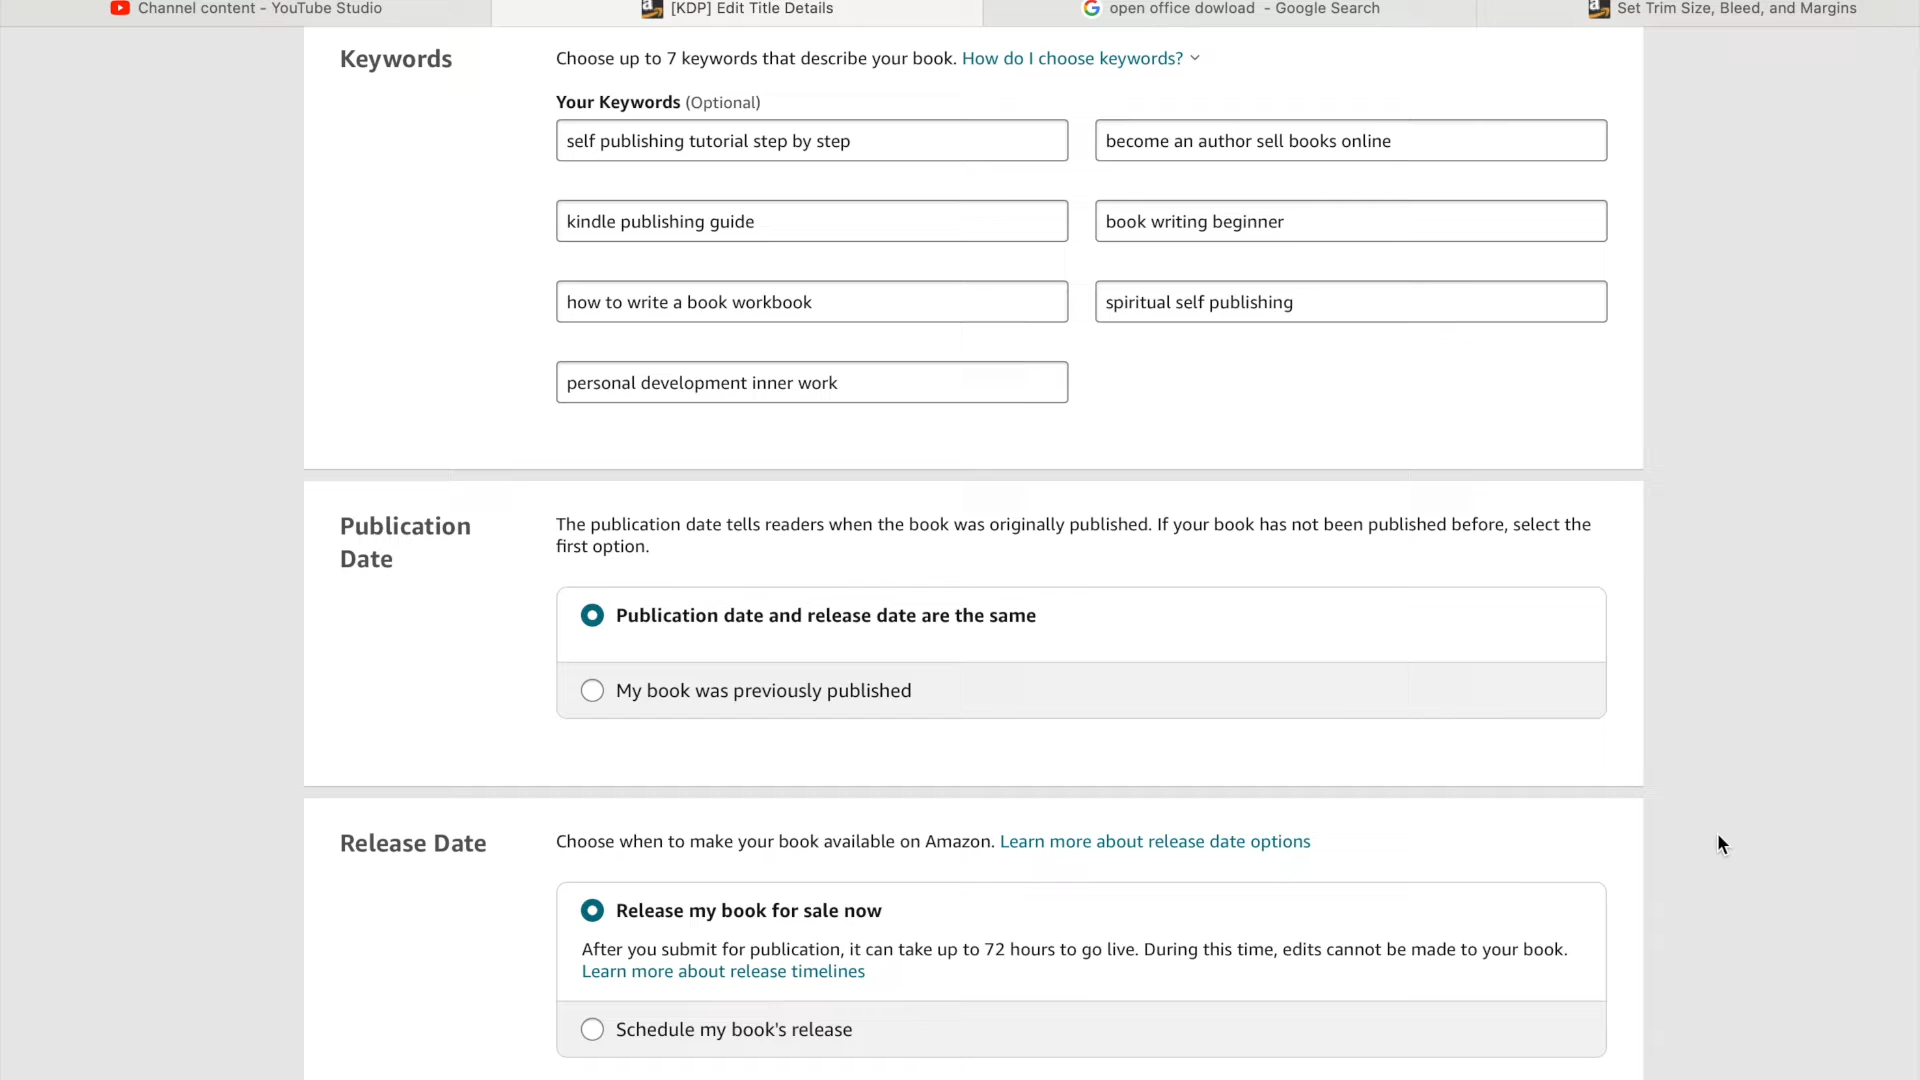 Channel content - YouTube Studio
[KDP] Edit Title Details
open office dowload - Google Search
Set Trim Size, Bleed, and Margins
Keywords
Choose up to 7 keywords that describe your book. How do I choose keywords?
Your Keywords (Optional)
self publishing tutorial step by step
become an author sell books online
kindle publishing guide
book writing beginner
how to write a book workbook
spiritual self publishing
personal development inner work
Publication
Date
The publication date tells readers when the book was originally published. If your book has not been published before, select the
first option.
Publication date and release date are the same
My book was previously published
Release Date
Choose when to make your book available on Amazon. Learn more about release date options
Release my book for sale now
After you submit for publication, it can take up to 72 hours to go live. During this time, edits cannot be made to your book.
Learn more about release timelines
Schedule my book's release